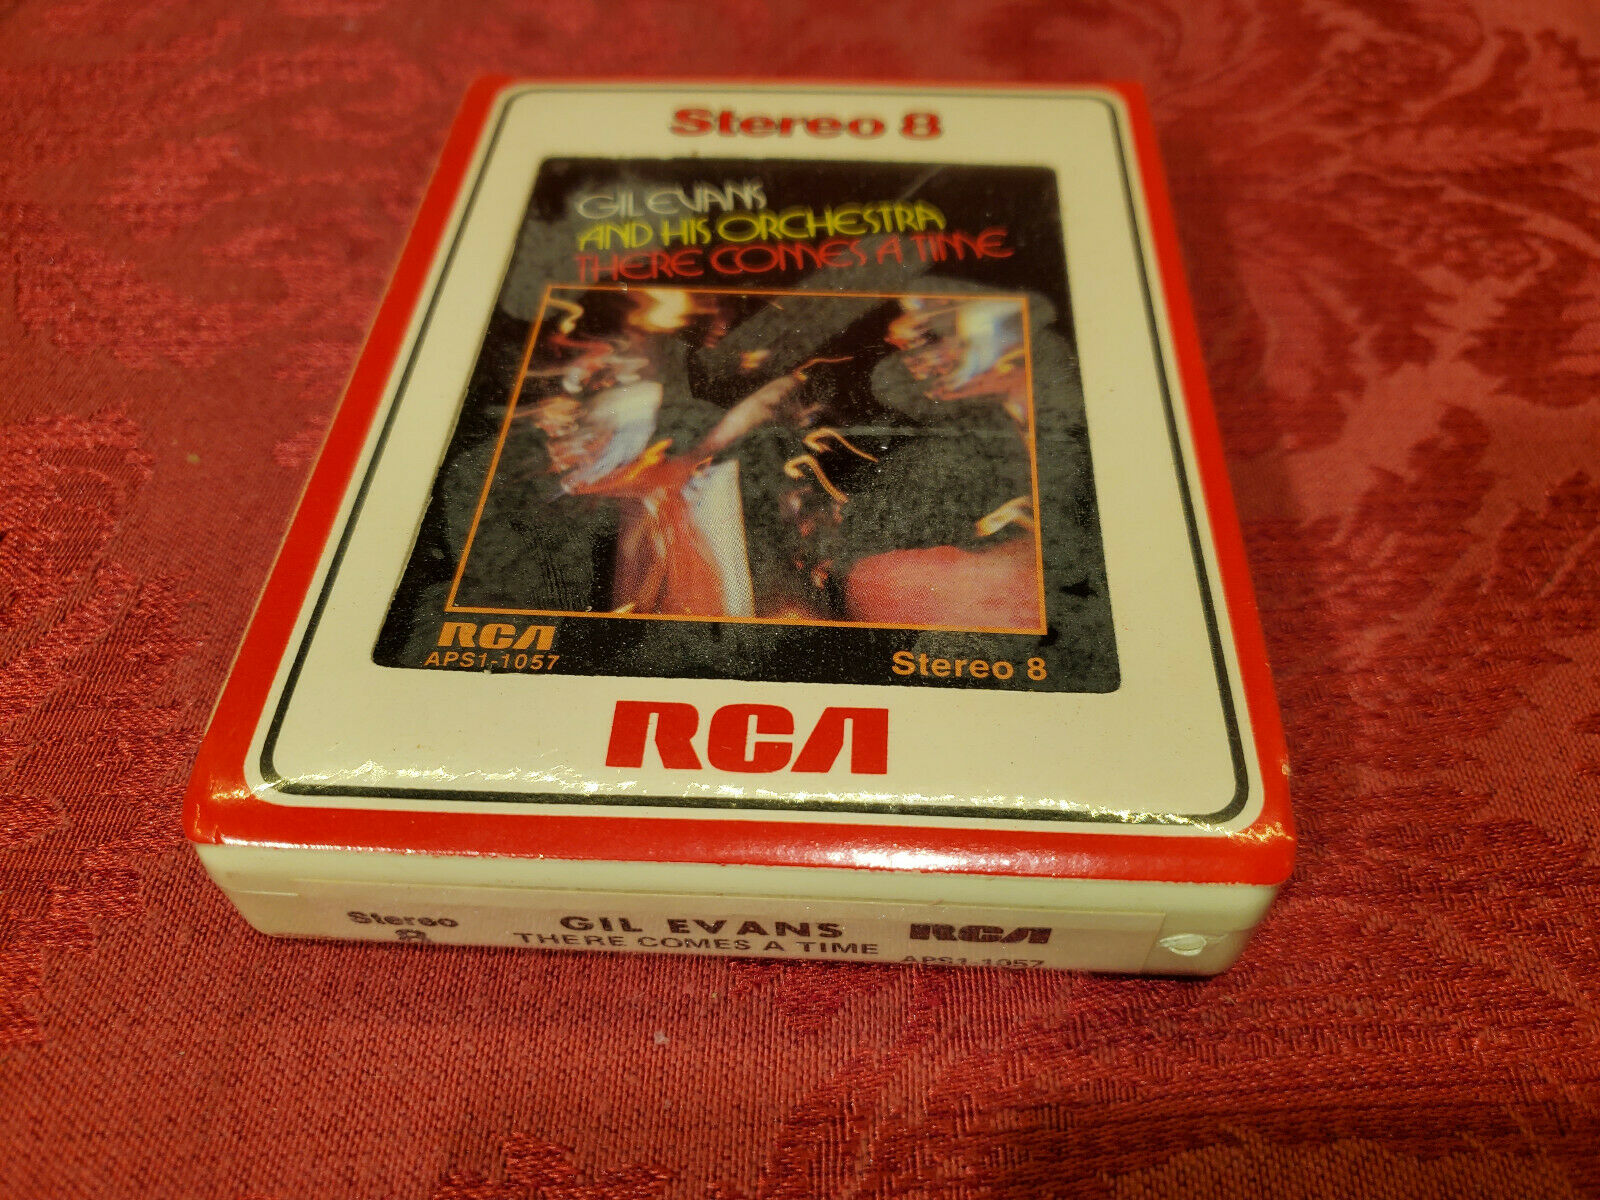 Stereo 8
GIL EVANS
AND HIS ORCHESTRA
THERE COMES A TIME
RCA
APS1-1057
Stereo 8
RCA
Stereo
8
GIL EVANS
THERE COMES A TIME
RCA
APS1-1057